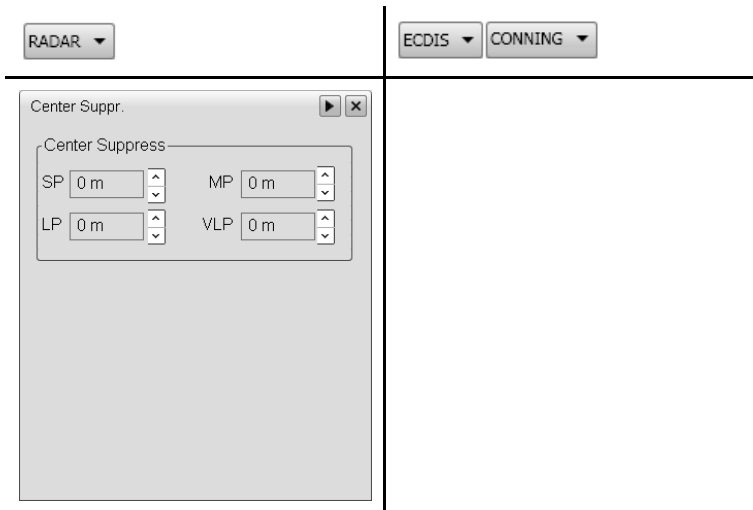 RADAR
ECDIS CONNING
Center Suppr.
Center Suppress
SP 0 m MP 0 m
LP 0 m VLP 0 m